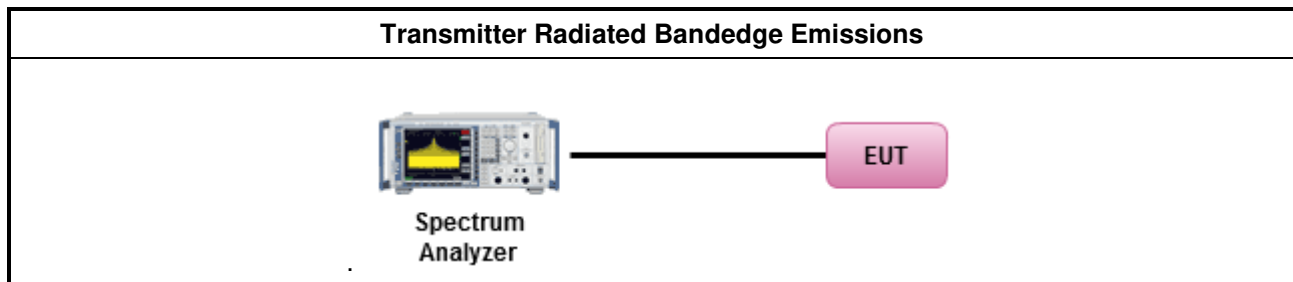 Transmitter Radiated Bandedge Emissions
EUT
Spectrum
Analyzer
.